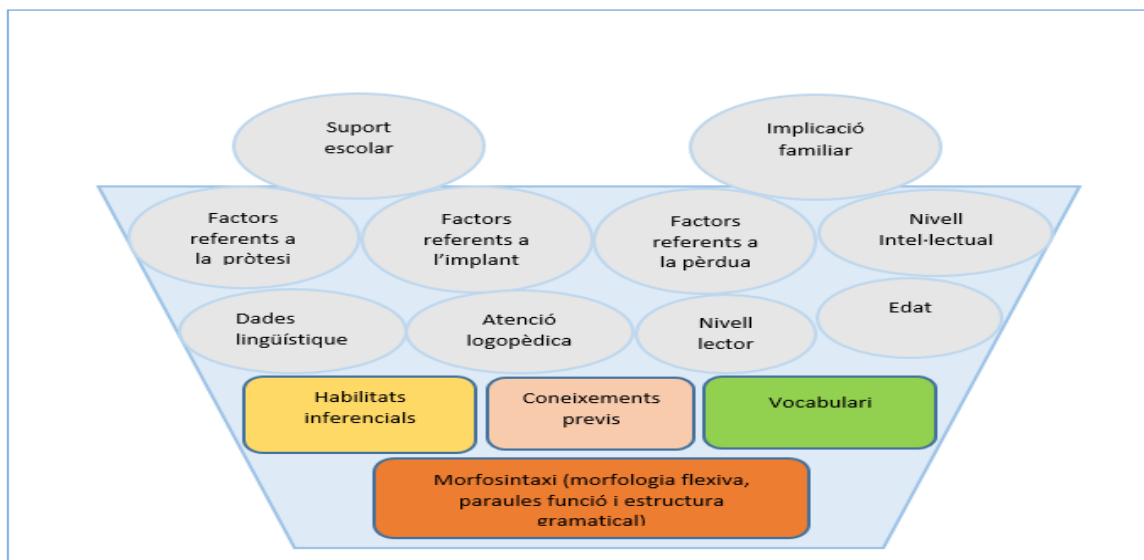 Suport
escolar
Implicació
familiar
Factors
referents a
la pròtesi
Factors
referents a
l'implant
Factors
referents a
la pèrdua
Nivell
Intel·lectual
Dades
lingüístique
Atenció
logopèdica
Nivell
lector
Edat
Habilitats
inferencials
Coneixements
previs
Vocabulari
Morfosintaxi (morfologia flexiva,
paraules funció i estructura
gramatical)